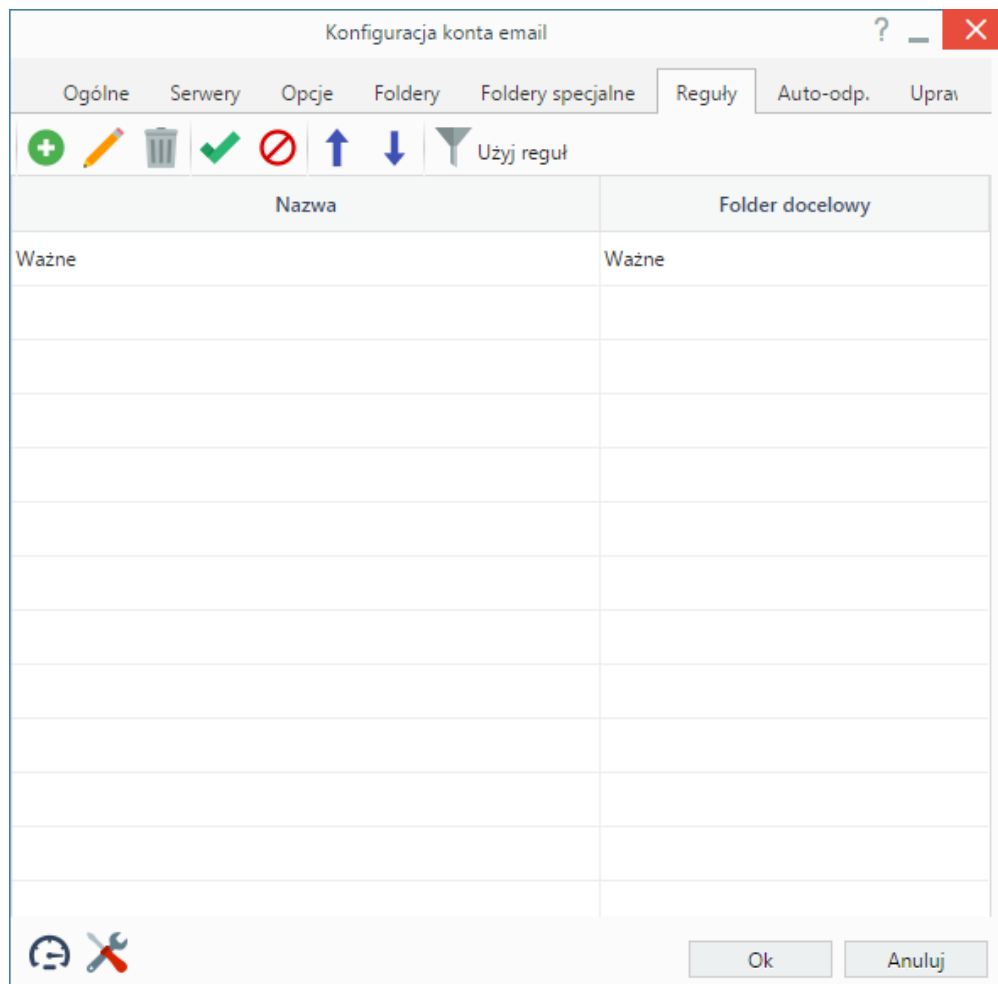 Konfiguracja konta email ?
Ogólne Serwery Opcje Foldery Foldery specjalne Reguły Auto-odp.
Użyj reguł
Nazwa Folder docelowy
Ważne Ważne
Ok Anuluj